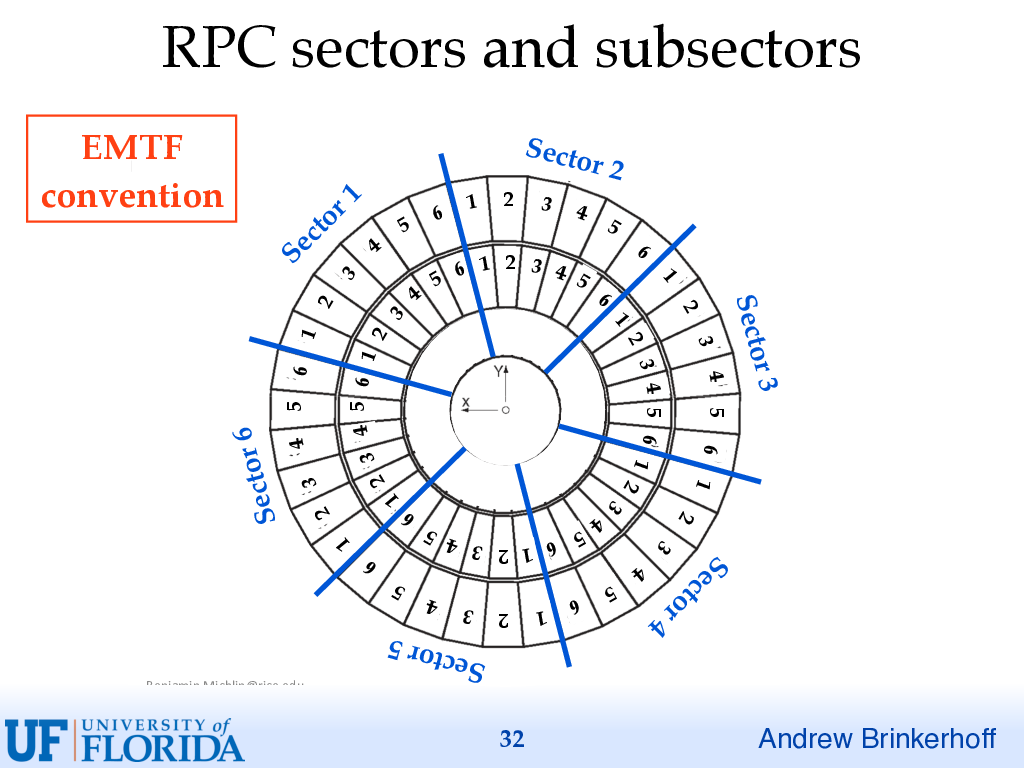 RPC sectors and subsectors
EMTF
convention
Sector 1
1 2 3 4 5 6
1 2 3 4 5 6
Sector 2
1 2 3 4 5 6
1 2 3 4 5 6
Sector 3
1 2 3 4 5 6
1 2 3 4 5 6
Sector 4
1 2 3 4 5 6
1 2 3 4 5 6
Sector 5
1 2 3 4 5 6
1 2 3 4 5 6
Sector 6
1 2 3 4 5 6
1 2 3 4 5 6
Y
X
UF UNIVERSITY of
FLORIDA
32
Andrew Brinkerhoff